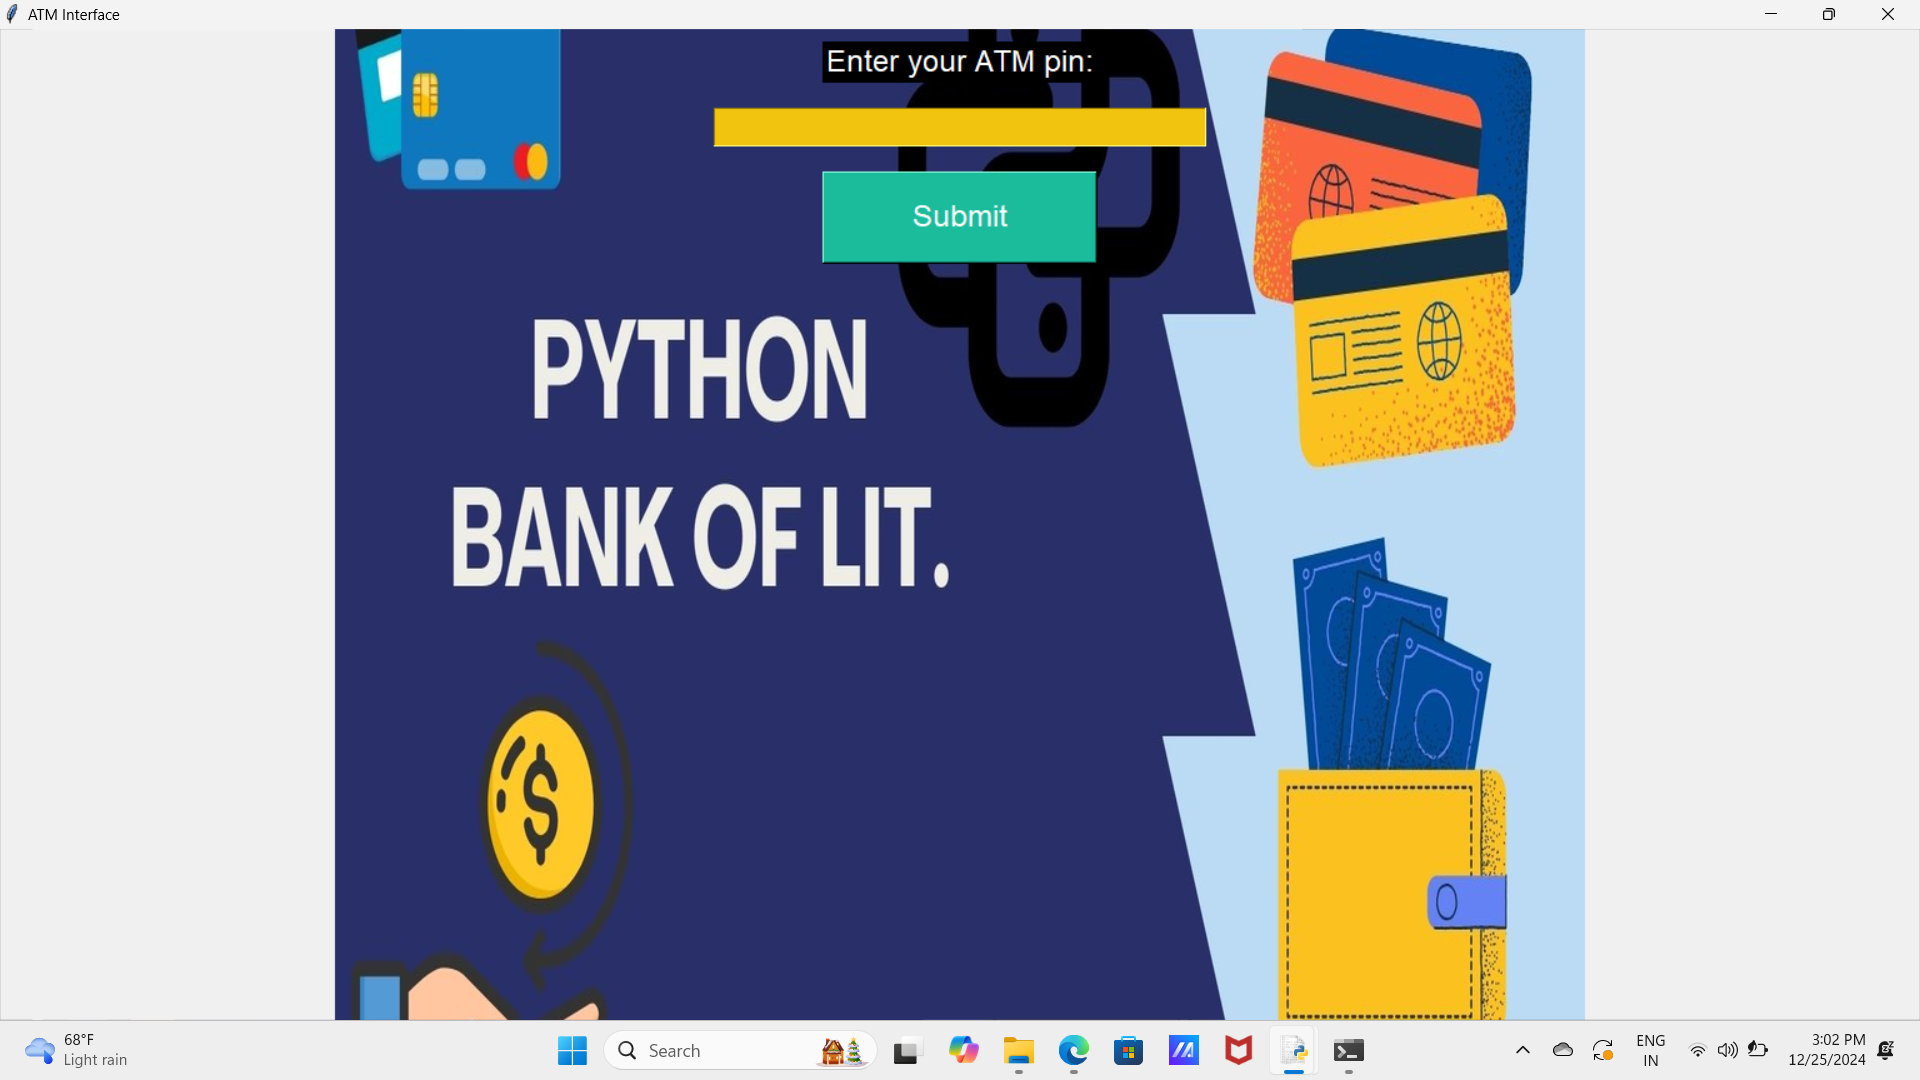 ATM Interface
Enter your ATM pin:
Submit
PYTHON
BANK OF LIT.
$
68°F
Light rain
Search
ENG
IN
3:02 PM
12/25/2024